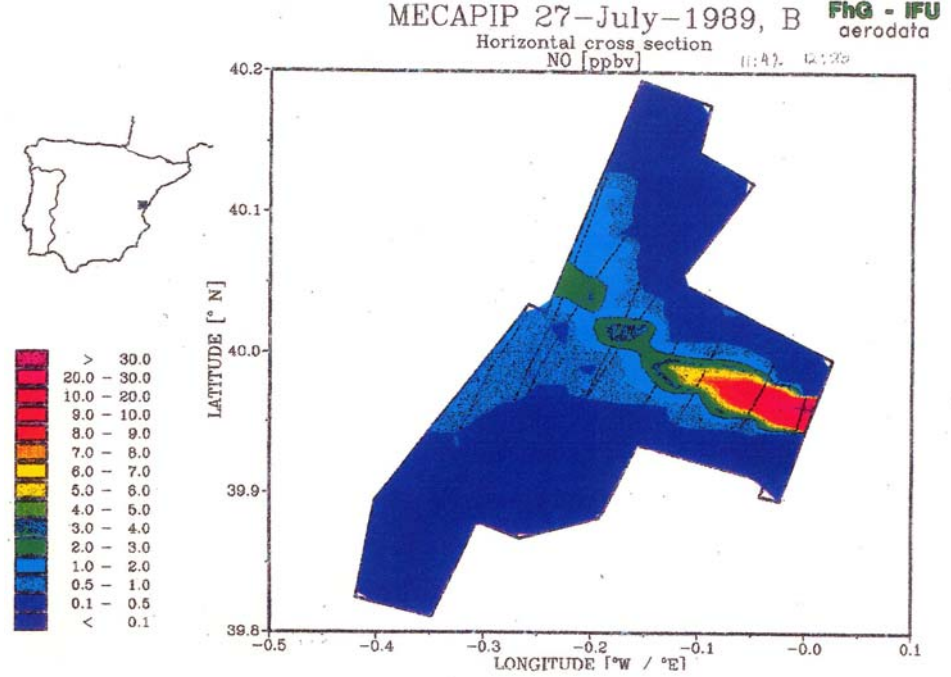 MECAPIP 27-July-1989, B
FhG - IFU
aerodata
Horizontal cross section
NO [ppbv]
11:47. 12:29
40.2
40.1
40.0
39.9
39.8
LATITUDE [° N]
-0.5
-0.4
-0.3
-0.2
-0.1
-0.0
0.1
LONGITUDE [°W / °E]
> 30.0
20.0 - 30.0
10.0 - 20.0
9.0 - 10.0
8.0 - 9.0
7.0 - 8.0
6.0 - 7.0
5.0 - 6.0
4.0 - 5.0
3.0 - 4.0
2.0 - 3.0
1.0 - 2.0
0.5 - 1.0
0.1 - 0.5
< 0.1